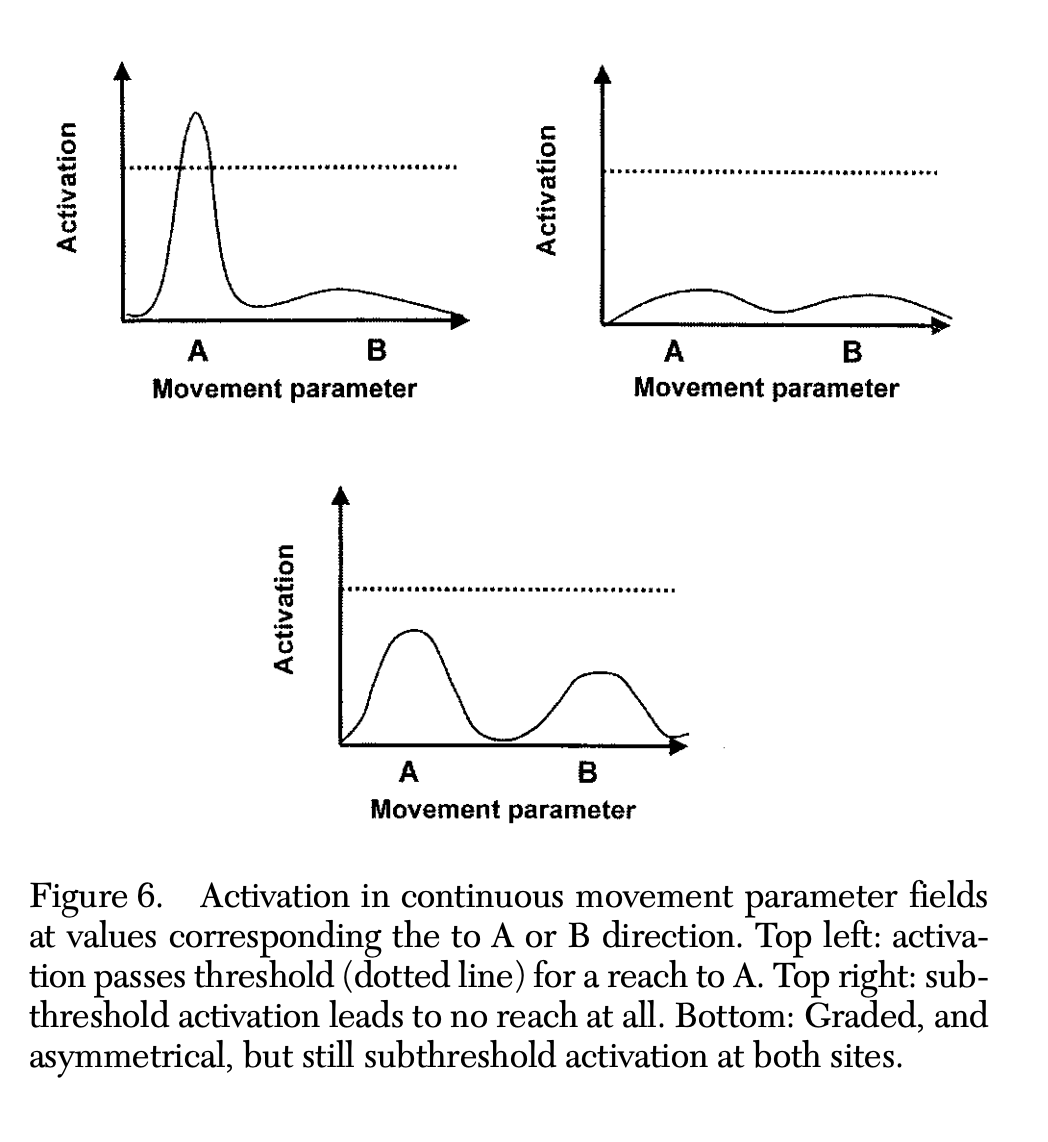 Activation
A B
Movement parameter
Activation
A B
Movement parameter
Activation
A B
Movement parameter
Figure 6. Activation in continuous movement parameter fields
at values corresponding the to A or B direction. Top left: activa-
tion passes threshold (dotted line) for a reach to A. Top right: sub-
threshold activation leads to no reach at all. Bottom: Graded, and
asymmetrical, but still subthreshold activation at both sites.